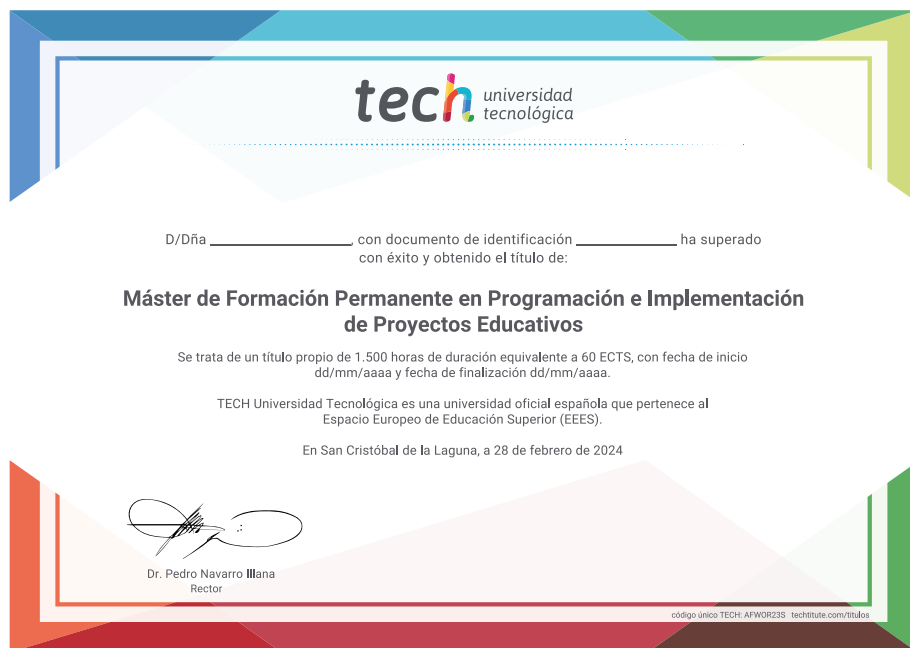 tech universidad
tecnológica
D/Dña ____________________, con documento de identificación ______________ ha superado
con éxito y obtenido el título de:
Máster de Formación Permanente en Programación e Implementación
de Proyectos Educativos
Se trata de un título propio de 1.500 horas de duración equivalente a 60 ECTS, con fecha de inicio
dd/mm/aaaa y fecha de finalización dd/mm/aaaa.
TECH Universidad Tecnológica es una universidad oficial española que pertenece al
Espacio Europeo de Educación Superior (EEES).
En San Cristóbal de la Laguna, a 28 de febrero de 2024
Dr. Pedro Navarro Illana
Rector
código único TECH: AFWOR23S techtitute.com/titulos